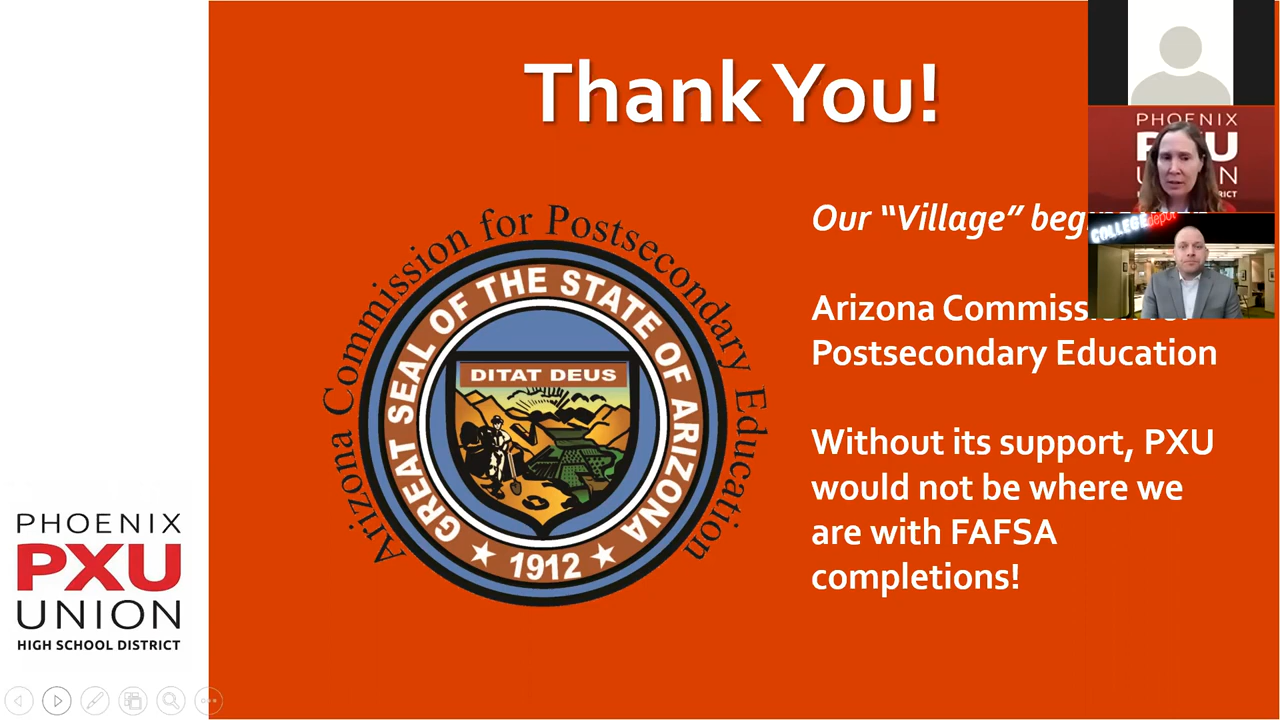 Thank You!
Our “Village” beg
Arizona Commiss
Postsecondary Education
Without its support, PXU
would not be where we
are with FAFSA
completions!
Arizona Commission for Postsecondary Education
GREAT SEAL OF THE STATE OF ARIZONA
DITAT DEUS
1912
PHOENIX
PXU
UNION
HIGH SCHOOL DISTRICT
PHOENIX
COLLEGE depot